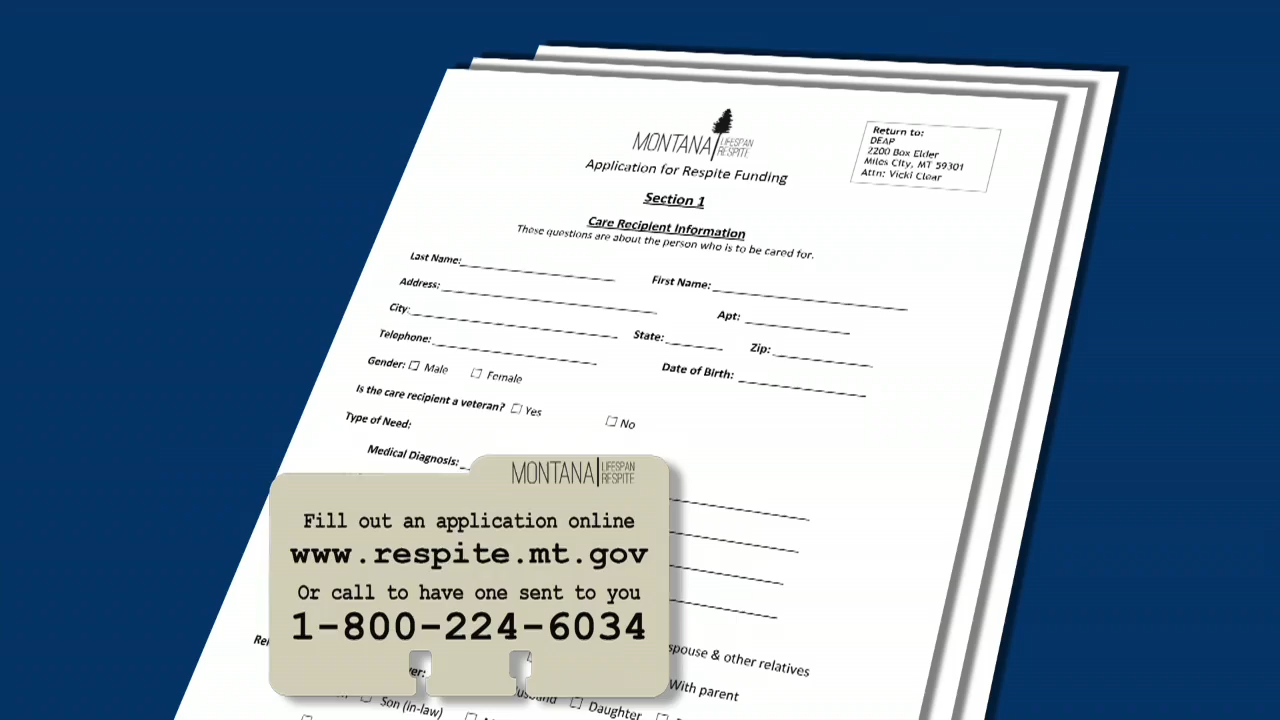 MONTANA LIFESPAN RESPITE
Application for Respite Funding
Return to:
DEAP
2200 Box Elder
Miles City, MT 59301
Attn: Vicki Clear
Section 1
Care Recipient Information
These questions are about the person who is to be cared for.
Last Name: First Name:
Address: Apt:
City: State: Zip:
Telephone: Date of Birth:
Gender: Male Female
Is the care recipient a veteran? Yes No
Type of Need:
Medical Diagnosis:
MONTANA LIFESPAN RESPITE
Fill out an application online
www.respite.mt.gov
Or call to have one sent to you
1-800-224-6034
spouse & other relatives
With parent
Son (in-law) Daughter